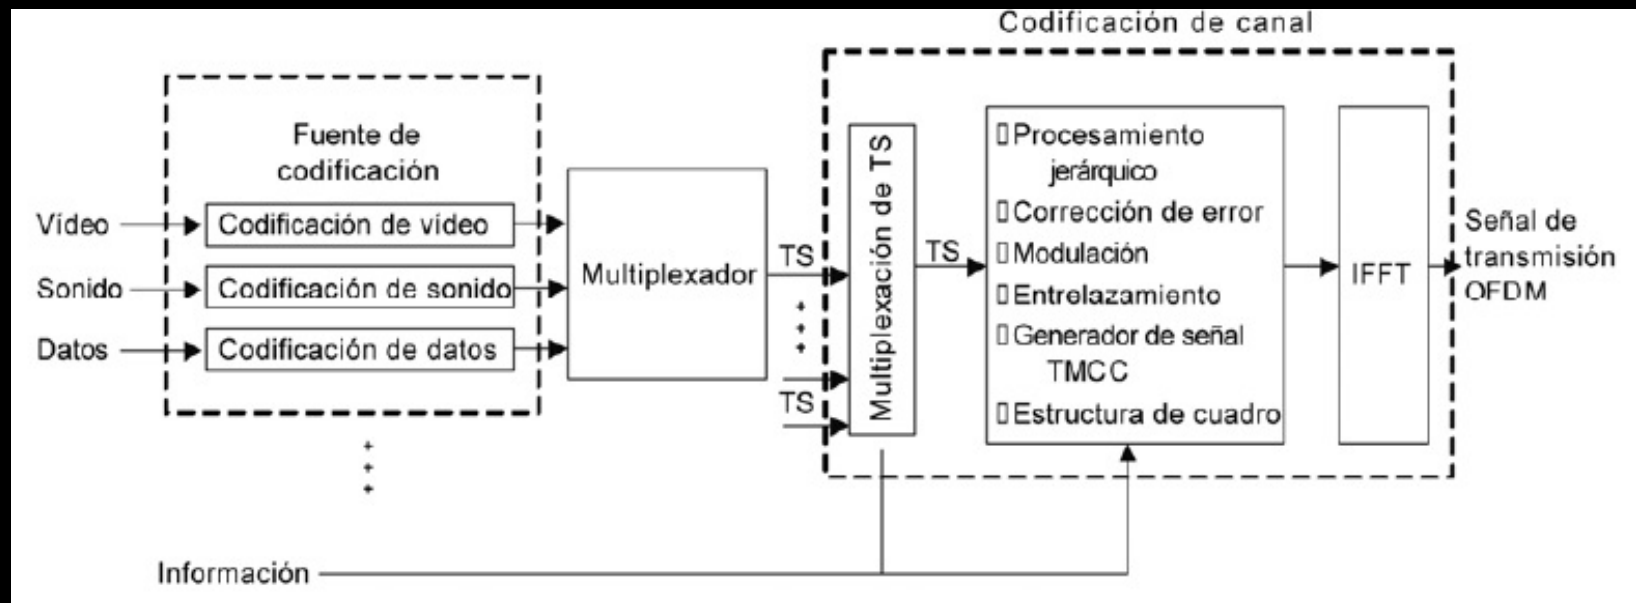 Codificación de canal
Fuente de
codificación
Vídeo
Codificación de vídeo
Sonido
Codificación de sonido
Datos
Codificación de datos
Multiplexador
TS
TS
Multiplexación de TS
TS
Procesamiento
jerárquico
Corrección de error
Modulación
Entrelazamiento
Generador de señal
TMCC
Estructura de cuadro
IFFT
Señal de
transmisión
OFDM
Información